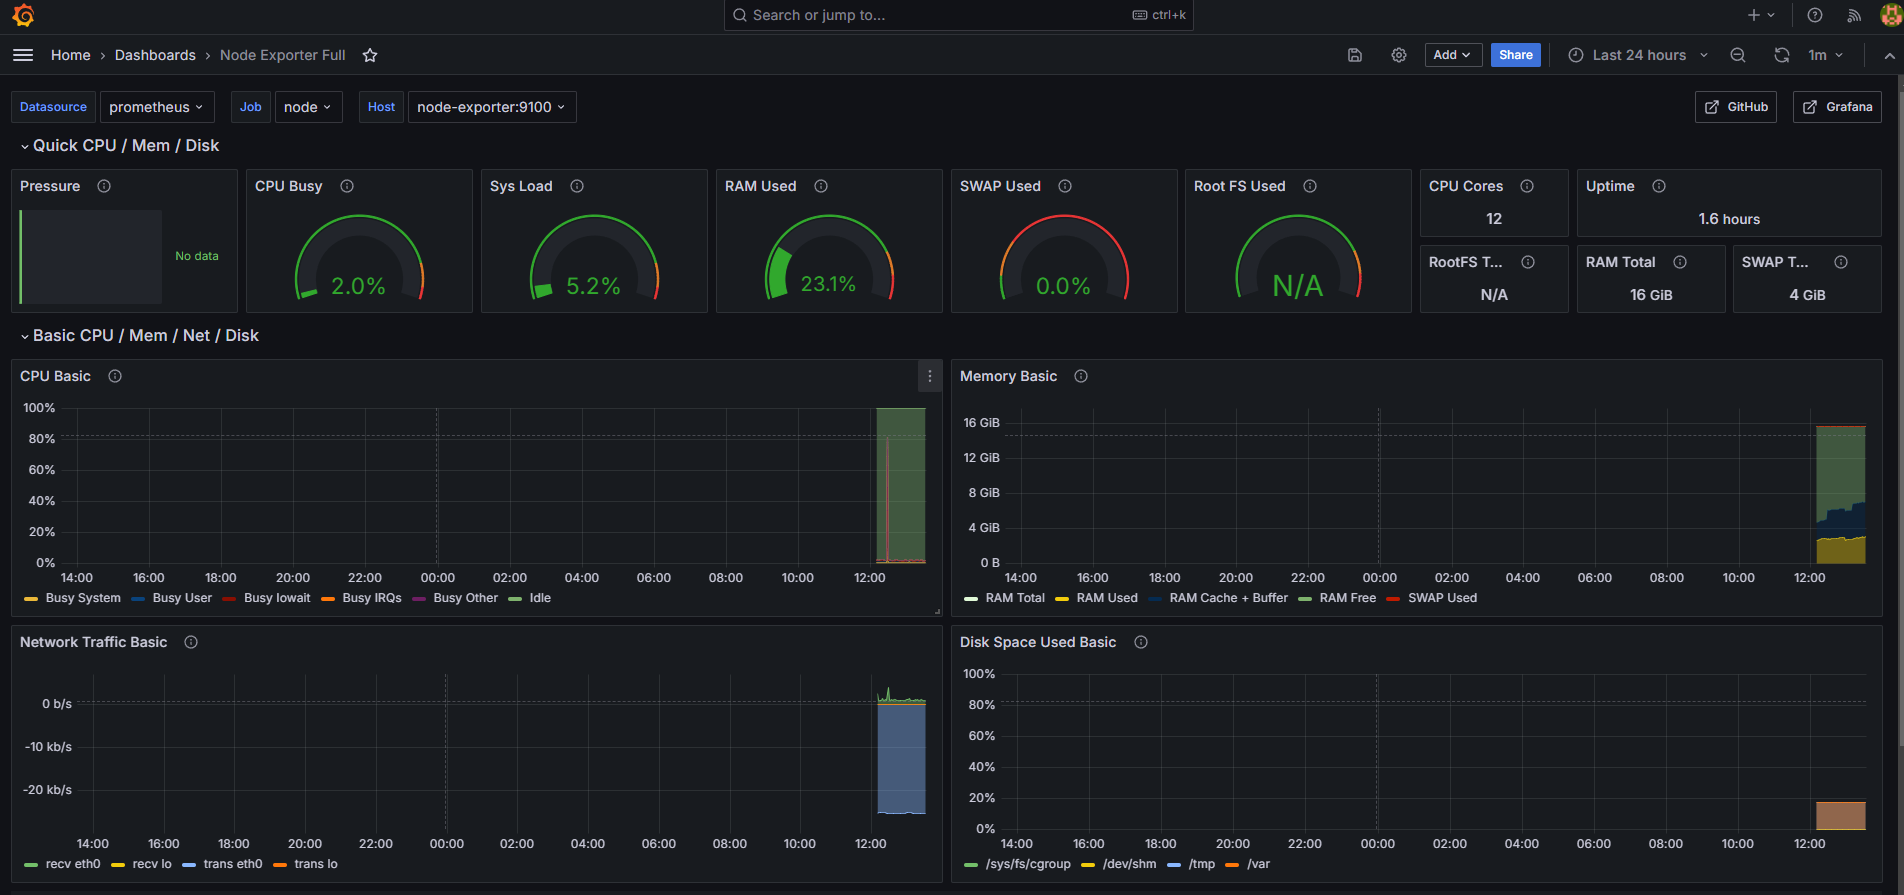 Search or jump to... ctrl+k
Home › Dashboards › Node Exporter Full
Add Share Last 24 hours 1m
Datasource prometheus Job node Host node-exporter:9100 GitHub Grafana
Quick CPU / Mem / Disk
Pressure
No data
CPU Busy
2.0%
Sys Load
5.2%
RAM Used
23.1%
SWAP Used
0.0%
Root FS Used
N/A
CPU Cores
12
Uptime
1.6 hours
RootFS T...
N/A
RAM Total
16 GiB
SWAP T...
4 GiB
Basic CPU / Mem / Net / Disk
CPU Basic
100%
80%
60%
40%
20%
0%
14:00 16:00 18:00 20:00 22:00 00:00 02:00 04:00 06:00 08:00 10:00 12:00
Busy System Busy User Busy Iowait Busy IRQs Busy Other Idle
Memory Basic
16 GiB
12 GiB
8 GiB
4 GiB
0 B
14:00 16:00 18:00 20:00 22:00 00:00 02:00 04:00 06:00 08:00 10:00 12:00
RAM Total RAM Used RAM Cache + Buffer RAM Free SWAP Used
Network Traffic Basic
0 b/s
-10 kb/s
-20 kb/s
14:00 16:00 18:00 20:00 22:00 00:00 02:00 04:00 06:00 08:00 10:00 12:00
recv eth0 recv lo trans eth0 trans lo
Disk Space Used Basic
100%
80%
60%
40%
20%
0%
14:00 16:00 18:00 20:00 22:00 00:00 02:00 04:00 06:00 08:00 10:00 12:00
/sys/fs/cgroup /dev/shm /tmp /var